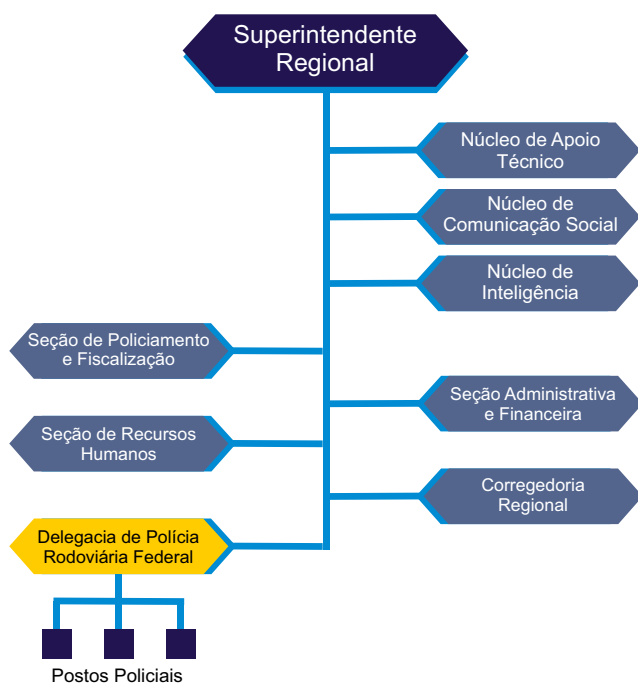 Superintendente
Regional
Núcleo de Apoio
Técnico
Núcleo de
Comunicação Social
Núcleo de
Inteligência
Seção de Policiamento
e Fiscalização
Seção Administrativa
e Financeira
Seção de Recursos
Humanos
Corregedoria
Regional
Delegacia de Polícia
Rodoviária Federal
Postos Policiais